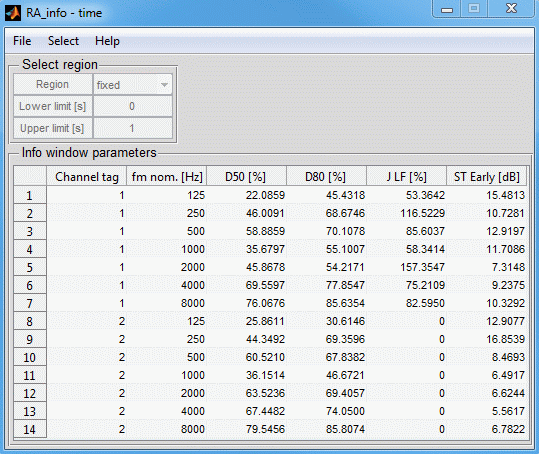 RA_info - time
File Select Help
Select region
Region fixed
Lower limit [s] 0
Upper limit [s] 1
Info window parameters
Channel tag fm nom. [Hz] D50 [%] D80 [%] J LF [%] ST Early [dB]
1 1 125 22.0859 45.4318 53.3642 15.4813
2 1 250 46.0091 68.6746 116.5229 10.7281
3 1 500 58.8859 70.1078 85.6037 12.9197
4 1 1000 35.6797 55.1007 58.3414 11.7086
5 1 2000 45.8678 54.2171 157.3547 7.3148
6 1 4000 69.5597 77.8547 75.2109 9.2375
7 1 8000 76.0676 85.6354 82.5950 10.3292
8 2 125 25.8611 30.6146 0 12.9077
9 2 250 44.3492 69.3596 0 16.8539
10 2 500 60.5210 67.8382 0 8.4693
11 2 1000 36.1514 46.6721 0 6.4917
12 2 2000 63.5236 69.4057 0 6.6244
13 2 4000 67.4482 74.0500 0 5.5617
14 2 8000 79.5456 85.8074 0 6.7822